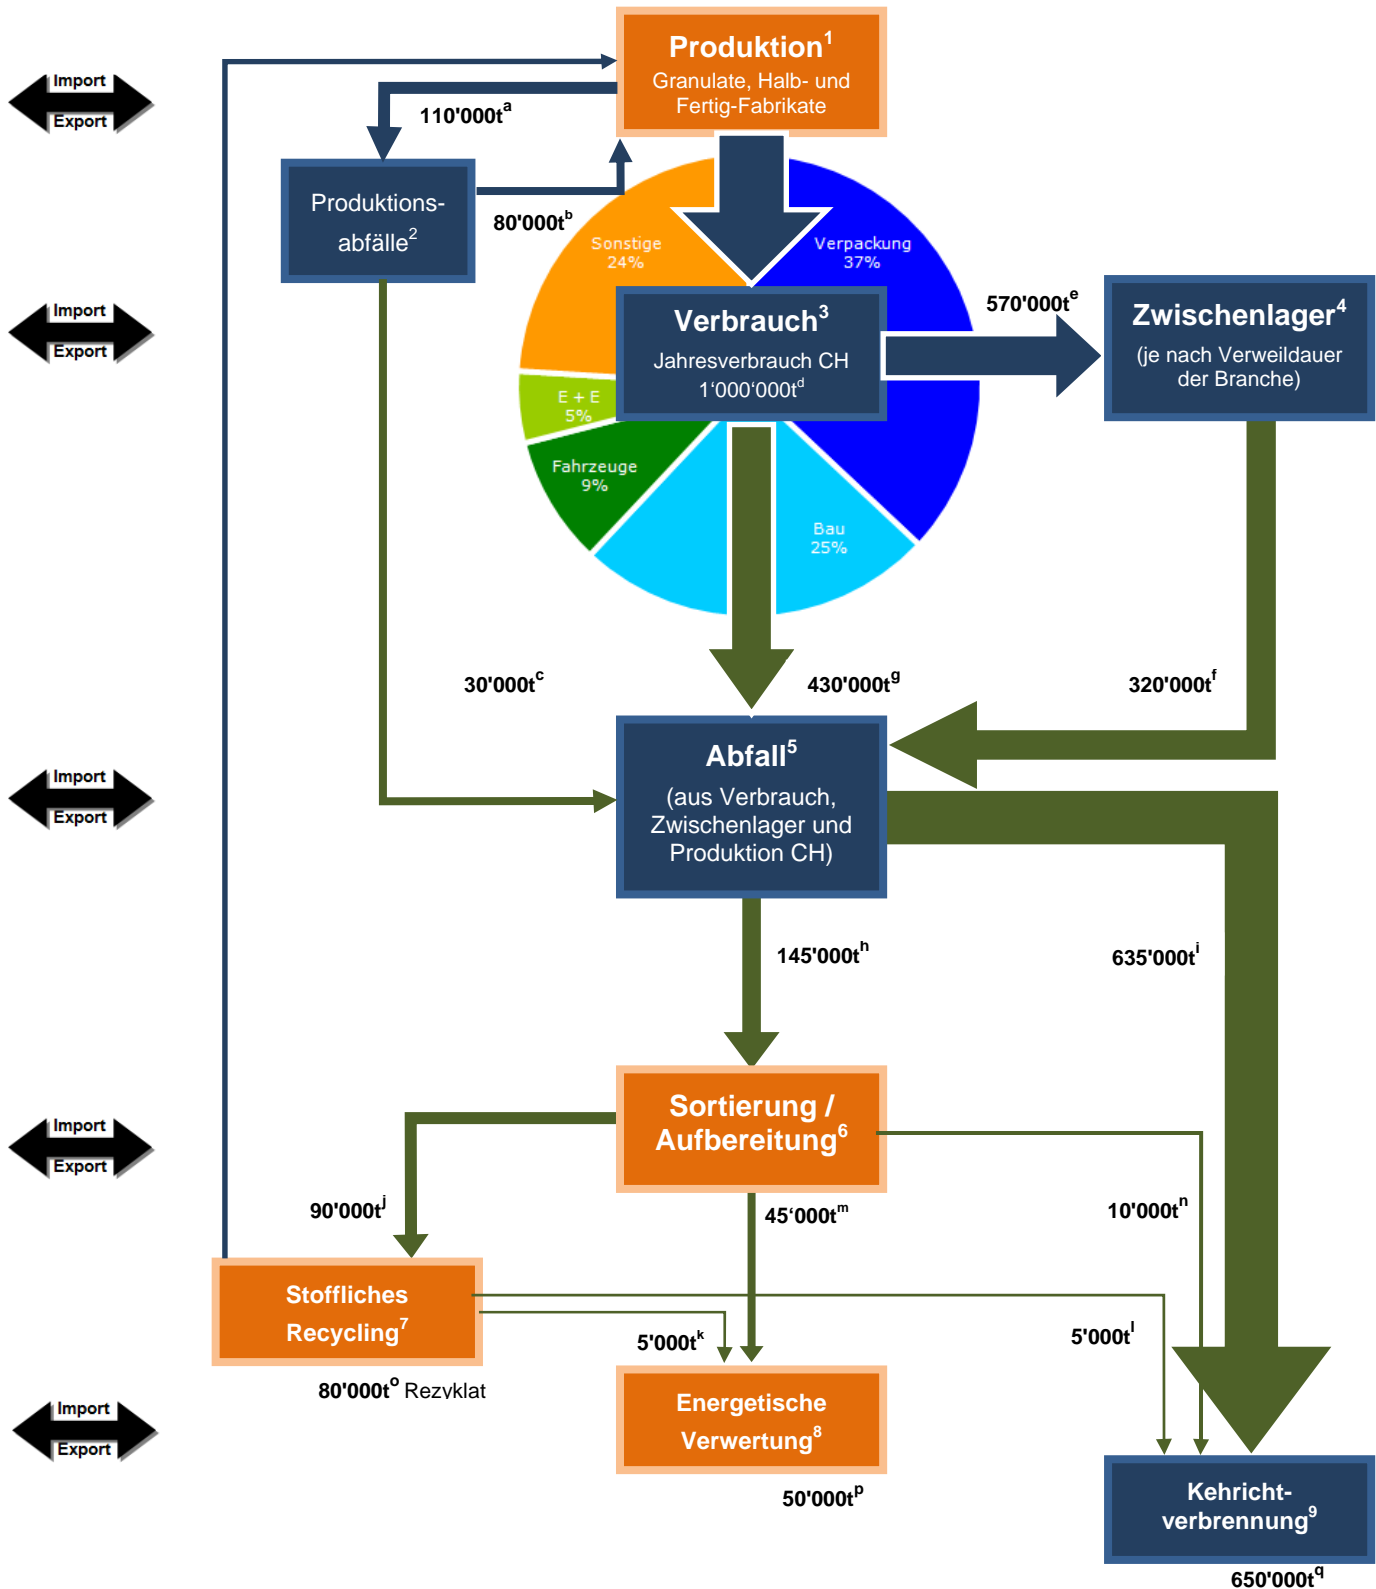 Produktion¹
Granulate, Halb- und
Fertig-Fabrikate
Import
Export
110'000tᵃ
Produktions-
abfälle²
80'000tᵇ
Sonstige
24%
Verpackung
37%
Import
Export
Verbrauch³
Jahresverbrauch CH
1‘000‘000tᵈ
570'000tᵉ
Zwischenlager⁴
(je nach Verweildauer
der Branche)
E + E
5%
Fahrzeuge
9%
Bau
25%
30'000tᶜ
430'000tᵍ
320'000tᶠ
Import
Export
Abfall⁵
(aus Verbrauch,
Zwischenlager und
Produktion CH)
145'000tʰ
635'000tⁱ
Import
Export
Sortierung /
Aufbereitung⁶
90'000tʲ
45‘000tᵐ
10'000tⁿ
Stoffliches
Recycling⁷
5'000tᵏ
5'000tˡ
80'000tᵒ Rezyklat
Import
Export
Energetische
Verwertung⁸
50'000tᵖ
Kehricht-
verbrennung⁹
650'000t^q